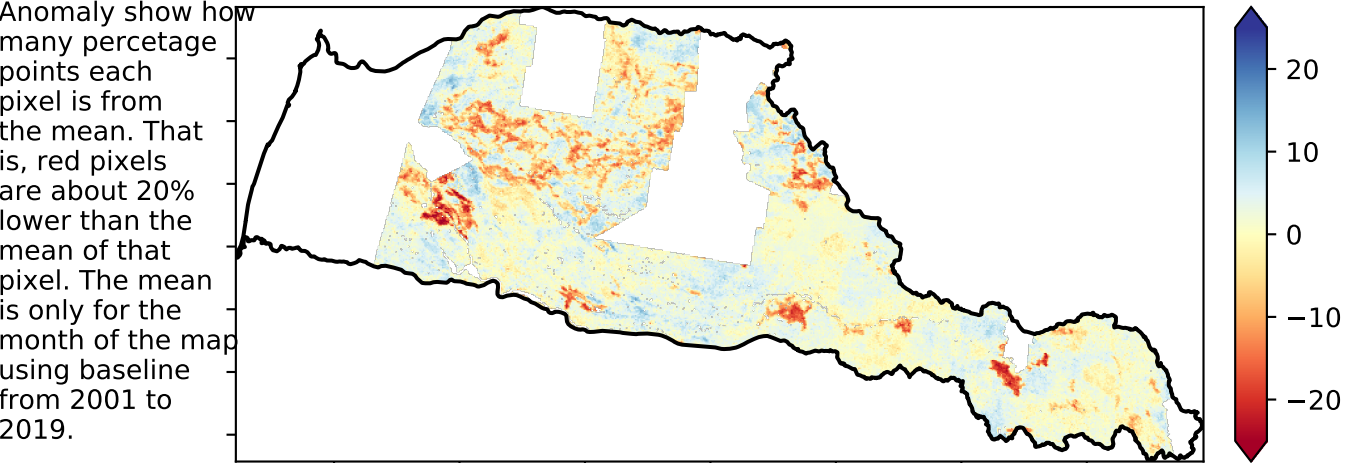 Anomaly show how
many percetage
points each
pixel is from
the mean. That
is, red pixels
are about 20%
lower than the
mean of that
pixel. The mean
is only for the
month of the map
using baseline
from 2001 to
2019.
20
10
0
−10
−20